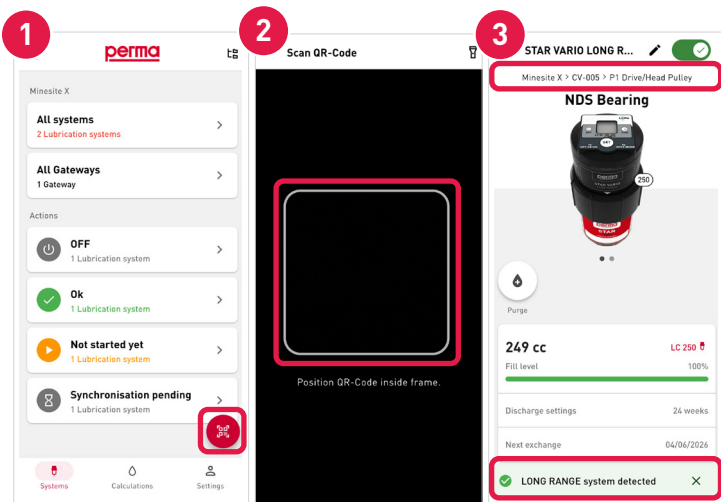 1
perma
Minesite X
All systems
2 Lubrication systems
All Gateways
1 Gateway
Actions
OFF
1 Lubrication system
Ok
1 Lubrication system
Not started yet
1 Lubrication system
Synchronisation pending
1 Lubrication system
Systems
Calculations
Settings
2
Scan QR-Code
Position QR-Code inside frame.
3
STAR VARIO LONG R...
Minesite X > CV-005 > P1 Drive/Head Pulley
NDS Bearing
perma
STAR VARIO
250
STAR
Purge
249 cc
LC 250
Fill level
100%
Discharge settings
24 weeks
Next exchange
04/06/2026
LONG RANGE system detected